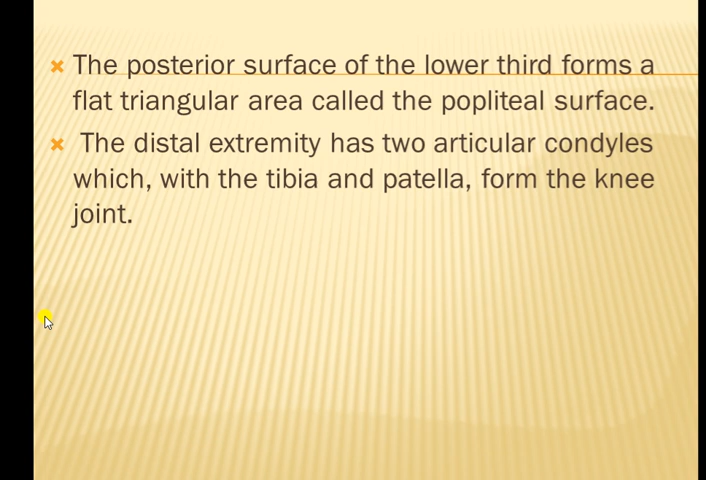 The posterior surface of the lower third forms a
flat triangular area called the popliteal surface.
The distal extremity has two articular condyles
which, with the tibia and patella, form the knee
joint.